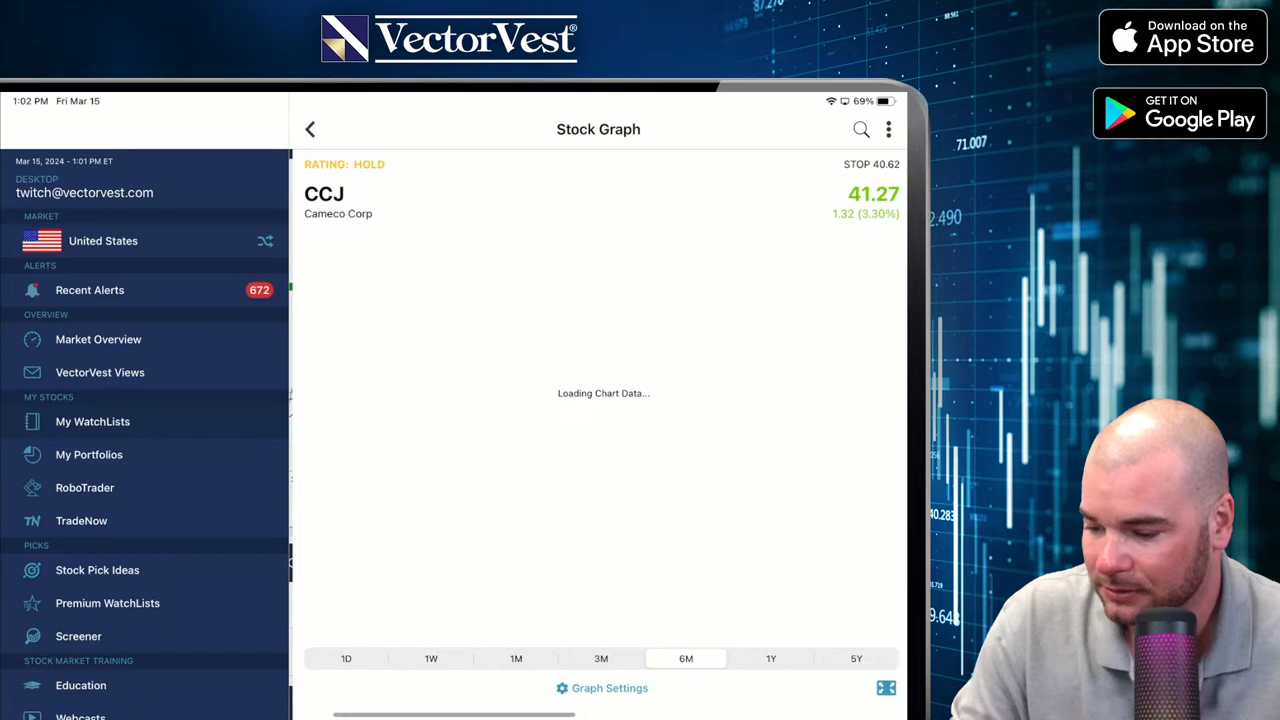 VectorVest®
Download on the
App Store
GET IT ON
Google Play
1:02 PM Fri Mar 15
69%
Mar 15, 2024 - 1:01 PM ET
DESKTOP
twitch@vectorvest.com
MARKET
United States
ALERTS
Recent Alerts
672
OVERVIEW
Market Overview
VectorVest Views
MY STOCKS
My WatchLists
My Portfolios
RoboTrader
TN TradeNow
PICKS
Stock Pick Ideas
Premium WatchLists
Screener
STOCK MARKET TRAINING
Education
Webcasts
Stock Graph
RATING: HOLD
STOP 40.62
CCJ
41.27
Cameco Corp
1.32 (3.30%)
Loading Chart Data...
1D 1W 1M 3M 6M 1Y 5Y
Graph Settings
71.007
2.490
40.283
9.648